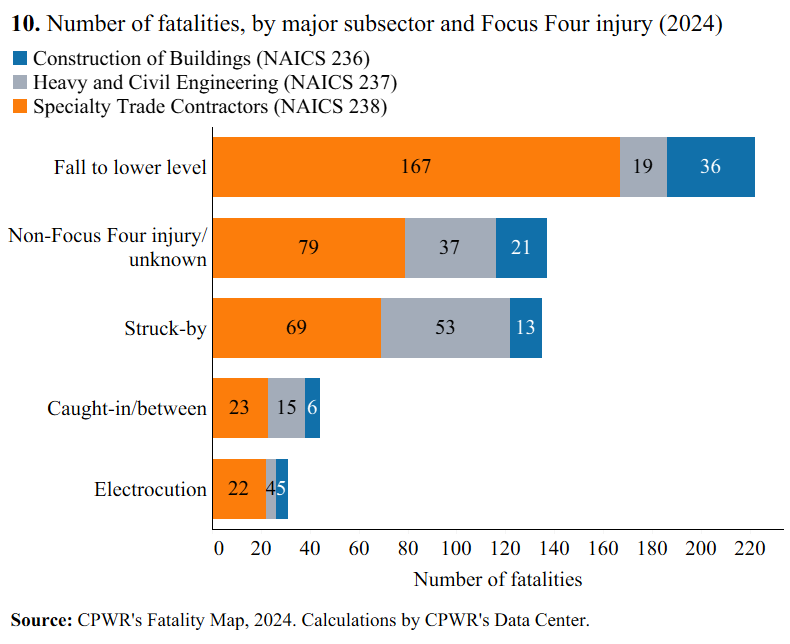 10. Number of fatalities, by major subsector and Focus Four injury (2024)
Construction of Buildings (NAICS 236)
Heavy and Civil Engineering (NAICS 237)
Specialty Trade Contractors (NAICS 238)
Fall to lower level 167 19 36
Non-Focus Four injury/
unknown 79 37 21
Struck-by 69 53 13
Caught-in/between 23 15 6
Electrocution 22 4 5
0 20 40 60 80 100 120 140 160 180 200 220
Number of fatalities
Source: CPWR's Fatality Map, 2024. Calculations by CPWR's Data Center.